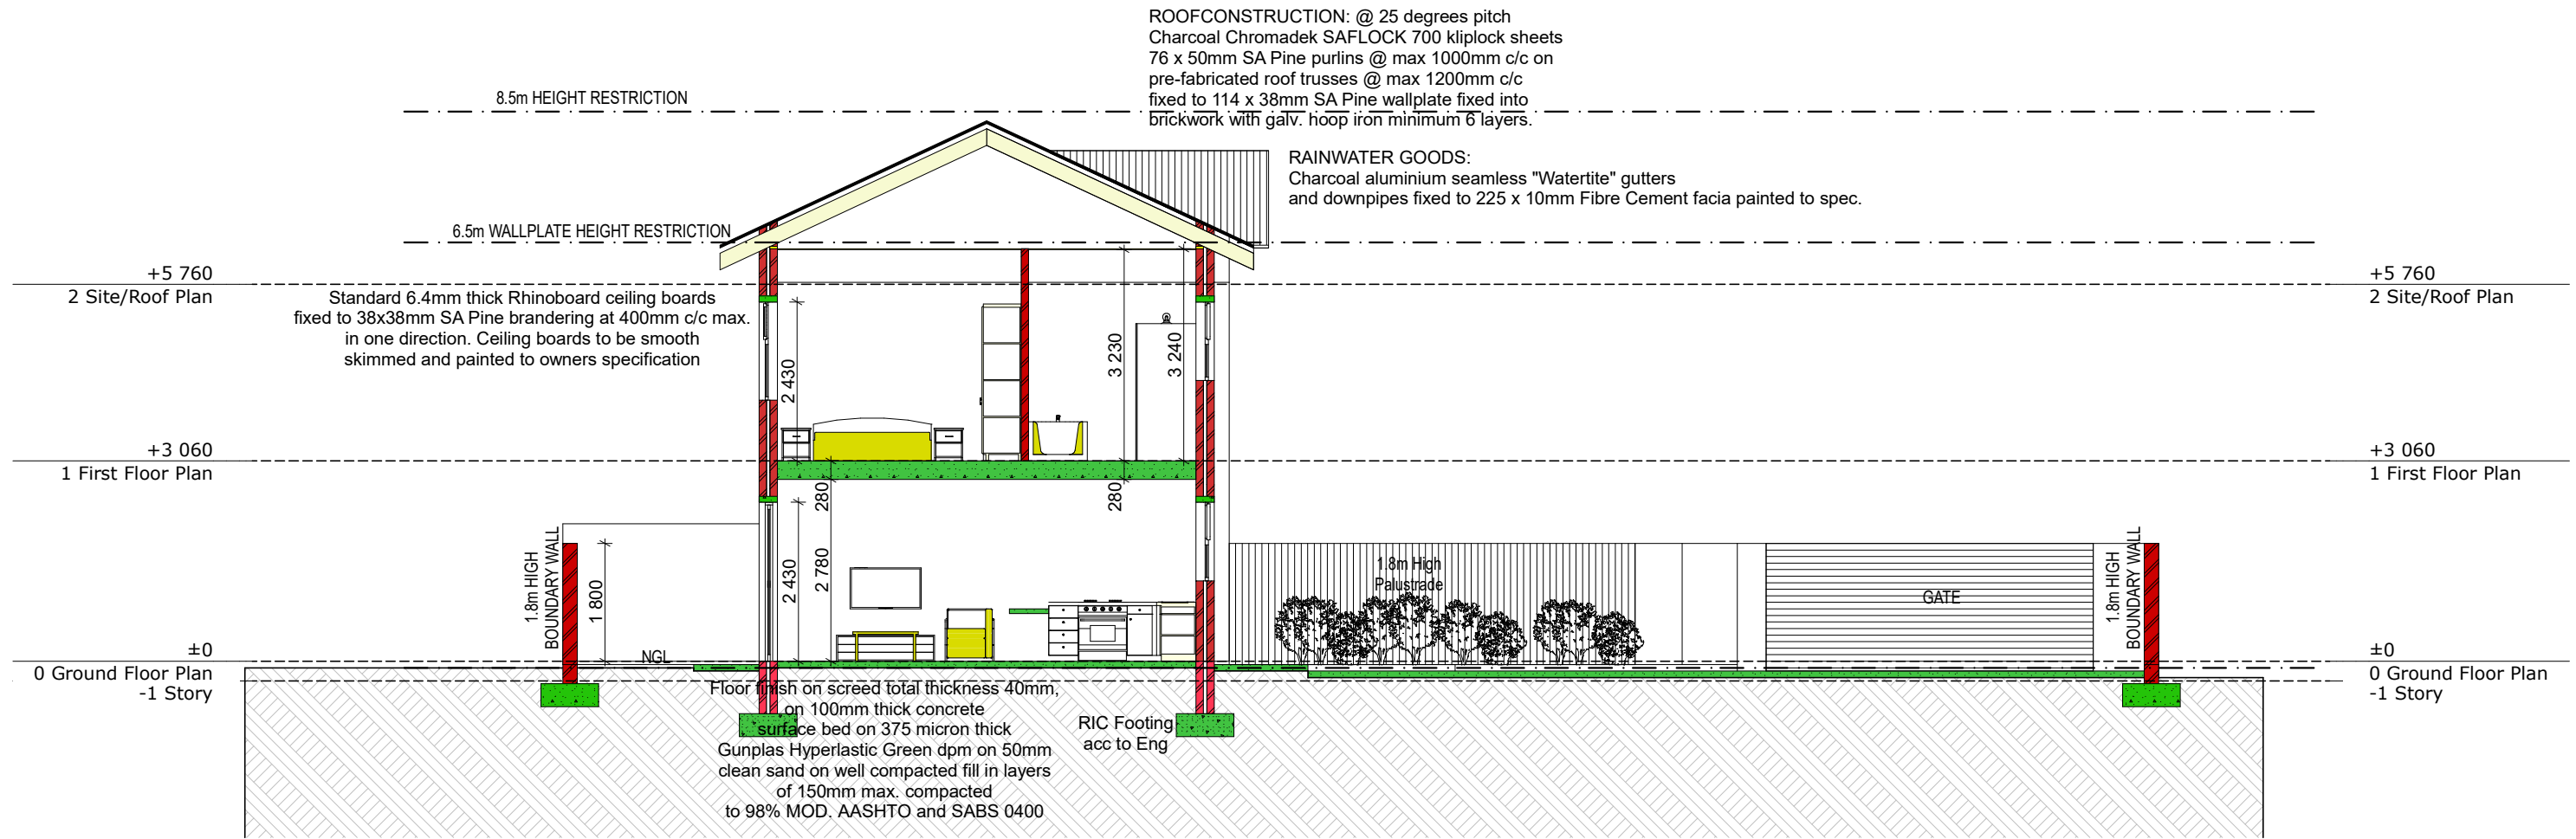 ROOFCONSTRUCTION: @ 25 degrees pitch
Charcoal Chromadek SAFLOCK 700 kliplock sheets
76 x 50mm SA Pine purlins @ max 1000mm c/c on
pre-fabricated roof trusses @ max 1200mm c/c
fixed to 114 x 38mm SA Pine wallplate fixed into
brickwork with galv. hoop iron minimum 6 layers.
8.5m HEIGHT RESTRICTION
RAINWATER GOODS:
Charcoal aluminium seamless "Watertite" gutters
and downpipes fixed to 225 x 10mm Fibre Cement facia painted to spec.
6.5m WALLPLATE HEIGHT RESTRICTION
+5 760
2 Site/Roof Plan
+5 760
2 Site/Roof Plan
Standard 6.4mm thick Rhinoboard ceiling boards
fixed to 38x38mm SA Pine brandering at 400mm c/c max.
in one direction. Ceiling boards to be smooth
skimmed and painted to owners specification
2 430
3 230
3 240
+3 060
1 First Floor Plan
+3 060
1 First Floor Plan
280
280
1.8m HIGH
BOUNDARY WALL
1 800
2 430
2 780
1.8m High
Palustrade
GATE
1.8m HIGH
BOUNDARY WALL
NGL
±0
0 Ground Floor Plan
-1 Story
±0
0 Ground Floor Plan
-1 Story
Floor finish on screed total thickness 40mm,
on 100mm thick concrete
surface bed on 375 micron thick
Gunplas Hyperlastic Green dpm on 50mm
clean sand on well compacted fill in layers
of 150mm max. compacted
to 98% MOD. AASHTO and SABS 0400
RIC Footing
acc to Eng